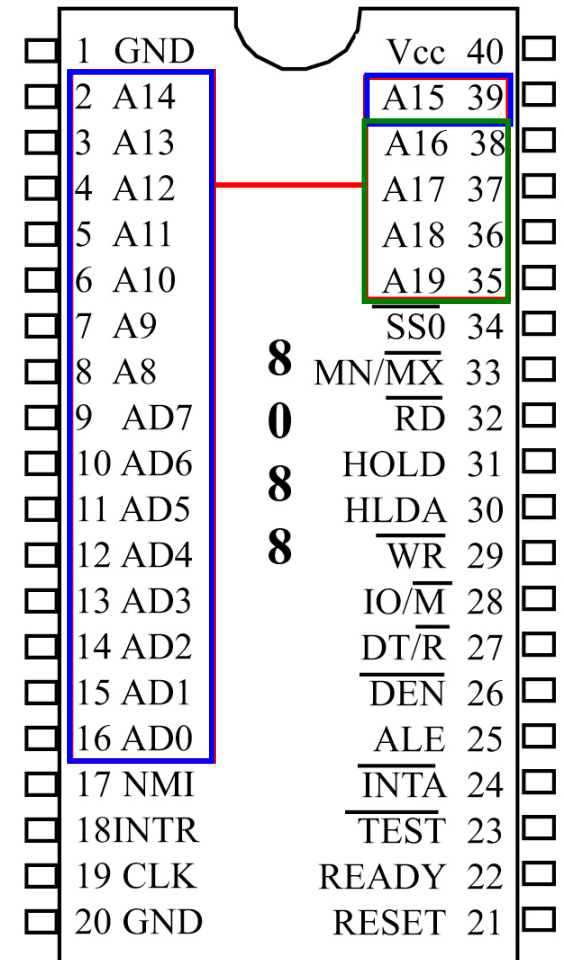 1 GND
Vcc 40
2 A14
A15 39
3 A13
A16 38
4 A12
A17 37
5 A11
A18 36
6 A10
A19 35
7 A9
SS0 34
8 A8
MN/MX 33
9 AD7
RD 32
10 AD6
HOLD 31
11 AD5
HLDA 30
12 AD4
WR 29
13 AD3
IO/M 28
14 AD2
DT/R 27
15 AD1
DEN 26
16 AD0
ALE 25
17 NMI
INTA 24
18INTR
TEST 23
19 CLK
READY 22
20 GND
RESET 21
8
0
8
8